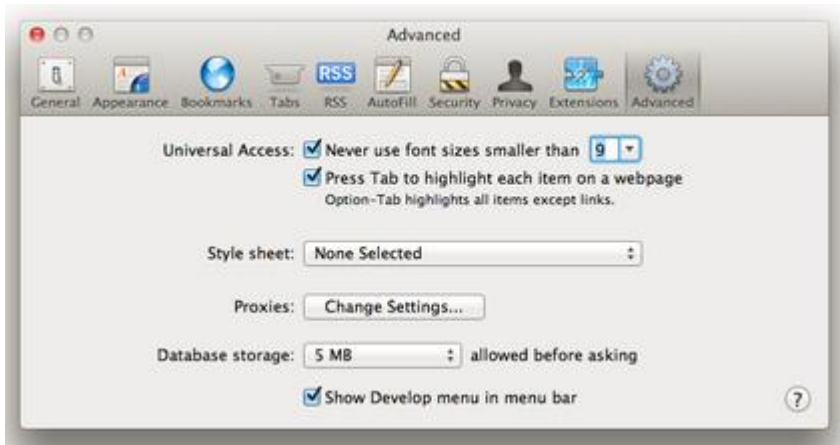 Advanced
RSS
General Appearance Bookmarks Tabs RSS AutoFill Security Privacy Extensions Advanced
Universal Access: Never use font sizes smaller than 9
Press Tab to highlight each item on a webpage
Option-Tab highlights all items except links.
Style sheet: None Selected
Proxies: Change Settings...
Database storage: 5 MB allowed before asking
Show Develop menu in menu bar
?